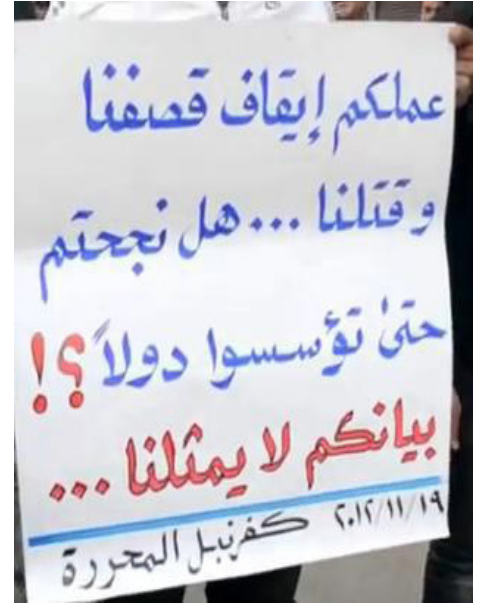 عملكم إيقاف قصفنا
و قتلنا ... هل نجحتم
حتىٰ تؤسسوا دولاً ؟!
بيانكم لا يمثلنا ...
كفرنبل المحررة ٢٠١٢/١١/١٩